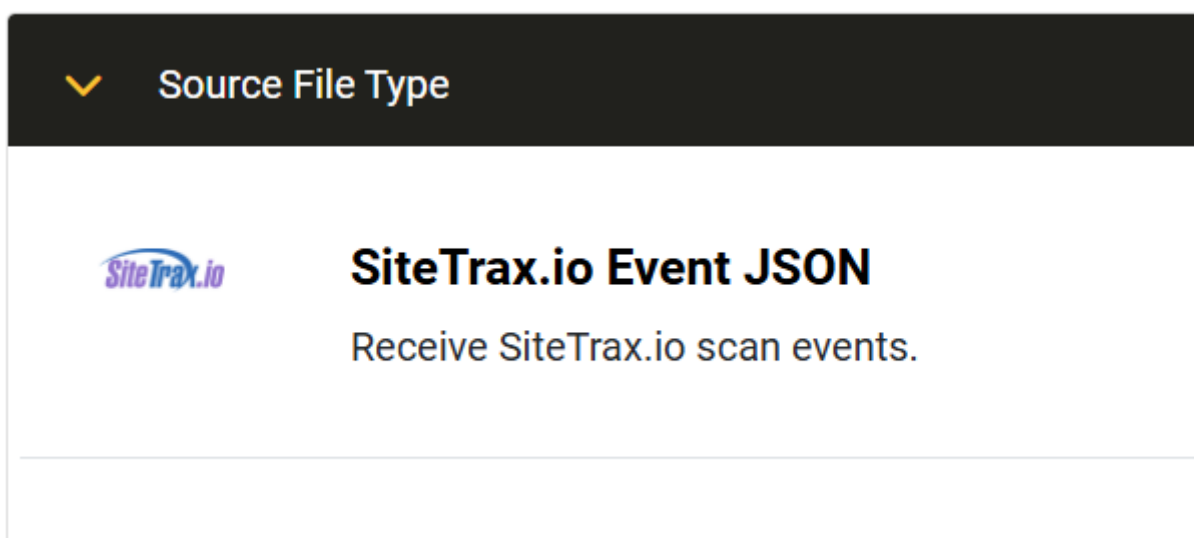 Source File Type
SiteTrax.io
SiteTrax.io Event JSON
Receive SiteTrax.io scan events.